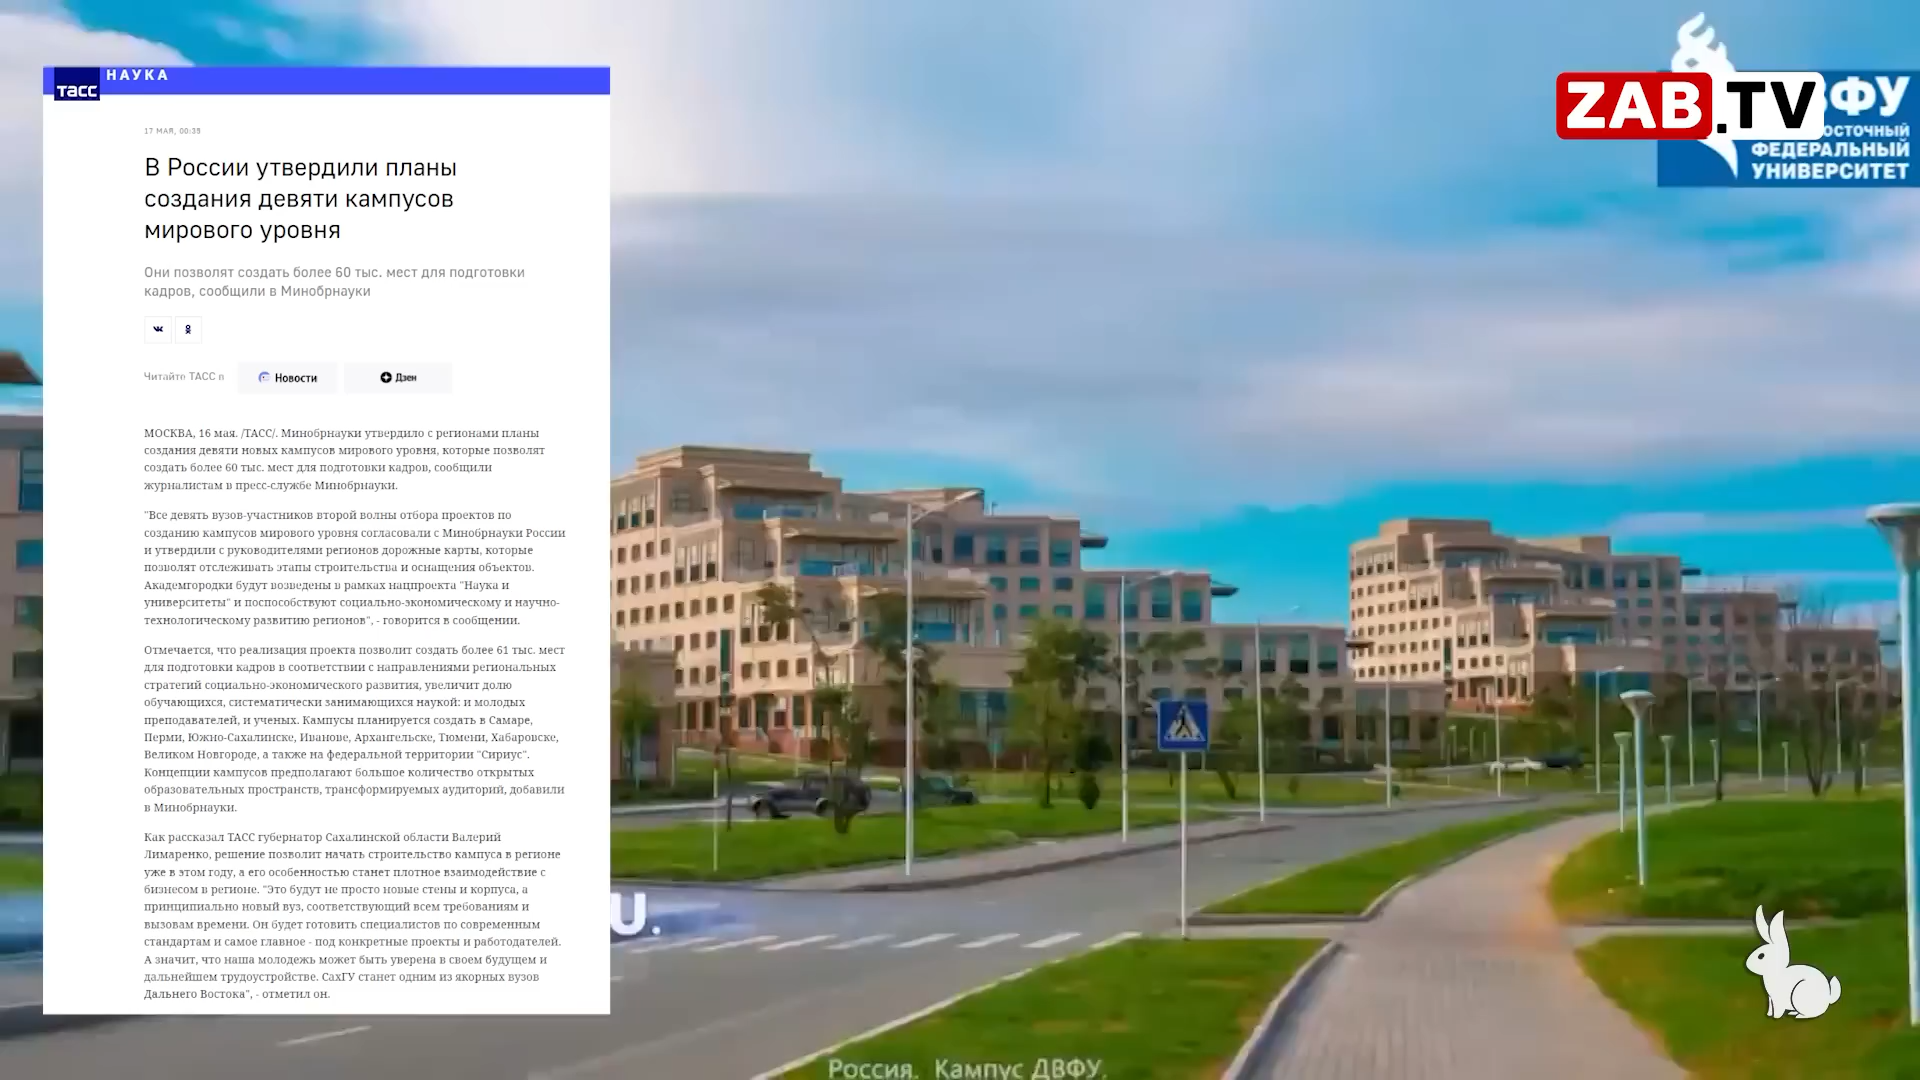 тасс
НАУКА
17 МАЯ, 00:35
В России утвердили планы
создания девяти кампусов
мирового уровня
Они позволят создать более 60 тыс. мест для подготовки
кадров, сообщили в Минобрнауки
Читайте ТАСС
Новости
Дзен
МОСКВА, 16 мая. /ТАСС/. Минобрнауки утвердило с регионами планы
создания девяти новых кампусов мирового уровня, которые позволят
создать более 60 тыс. мест для подготовки кадров, сообщили
журналистам в пресс-службе Минобрнауки.
"Все девять вузов-участников второй волны отбора проектов по
созданию кампусов мирового уровня согласовали с Минобрнауки России
и утвердили с руководителями регионов дорожные карты, которые
позволят отслеживать этапы строительства и оснащения объектов.
Академгородки будут возведены в рамках нацпроекта "Наука и
университеты" и поспособствуют социально-экономическому и научно-
технологическому развитию регионов", - говорится в сообщении.
Отмечается, что реализация проекта позволит создать более 61 тыс. мест
для подготовки кадров в соответствии с направлениями региональных
стратегий социально-экономического развития, увеличит долю
обучающихся, систематически занимающихся наукой: и молодых
преподавателей, и ученых. Кампусы планируется создать в Самаре,
Перми, Южно-Сахалинске, Иванове, Архангельске, Тюмени, Хабаровске,
Великом Новгороде, а также на федеральной территории "Сириус".
Концепции кампусов предполагают большое количество открытых
образовательных пространств, трансформируемых аудиторий, добавили
в Минобрнауки.
Как рассказал ТАСС губернатор Сахалинской области Валерий
Лимаренко, решение позволит начать строительство кампуса в регионе
уже в этом году, а его особенностью станет плотное взаимодействие с
бизнесом в регионе. "Это будут не просто новые стены и корпуса, а
принципиально новый вуз, соответствующий всем требованиям и
вызовам времени. Он будет готовить специалистов по современным
стандартам и самое главное - под конкретные проекты и работодателей.
А значит, что наша молодежь может быть уверена в своем будущем и
дальнейшем трудоустройстве. СахГУ станет одним из якорных вузов
Дальнего Востока", - отметил он.
ZAB.TV
ФЕДЕРАЛЬНЫЙ
УНИВЕРСИТЕТ
U.
Россия. Кампус ДВФУ.